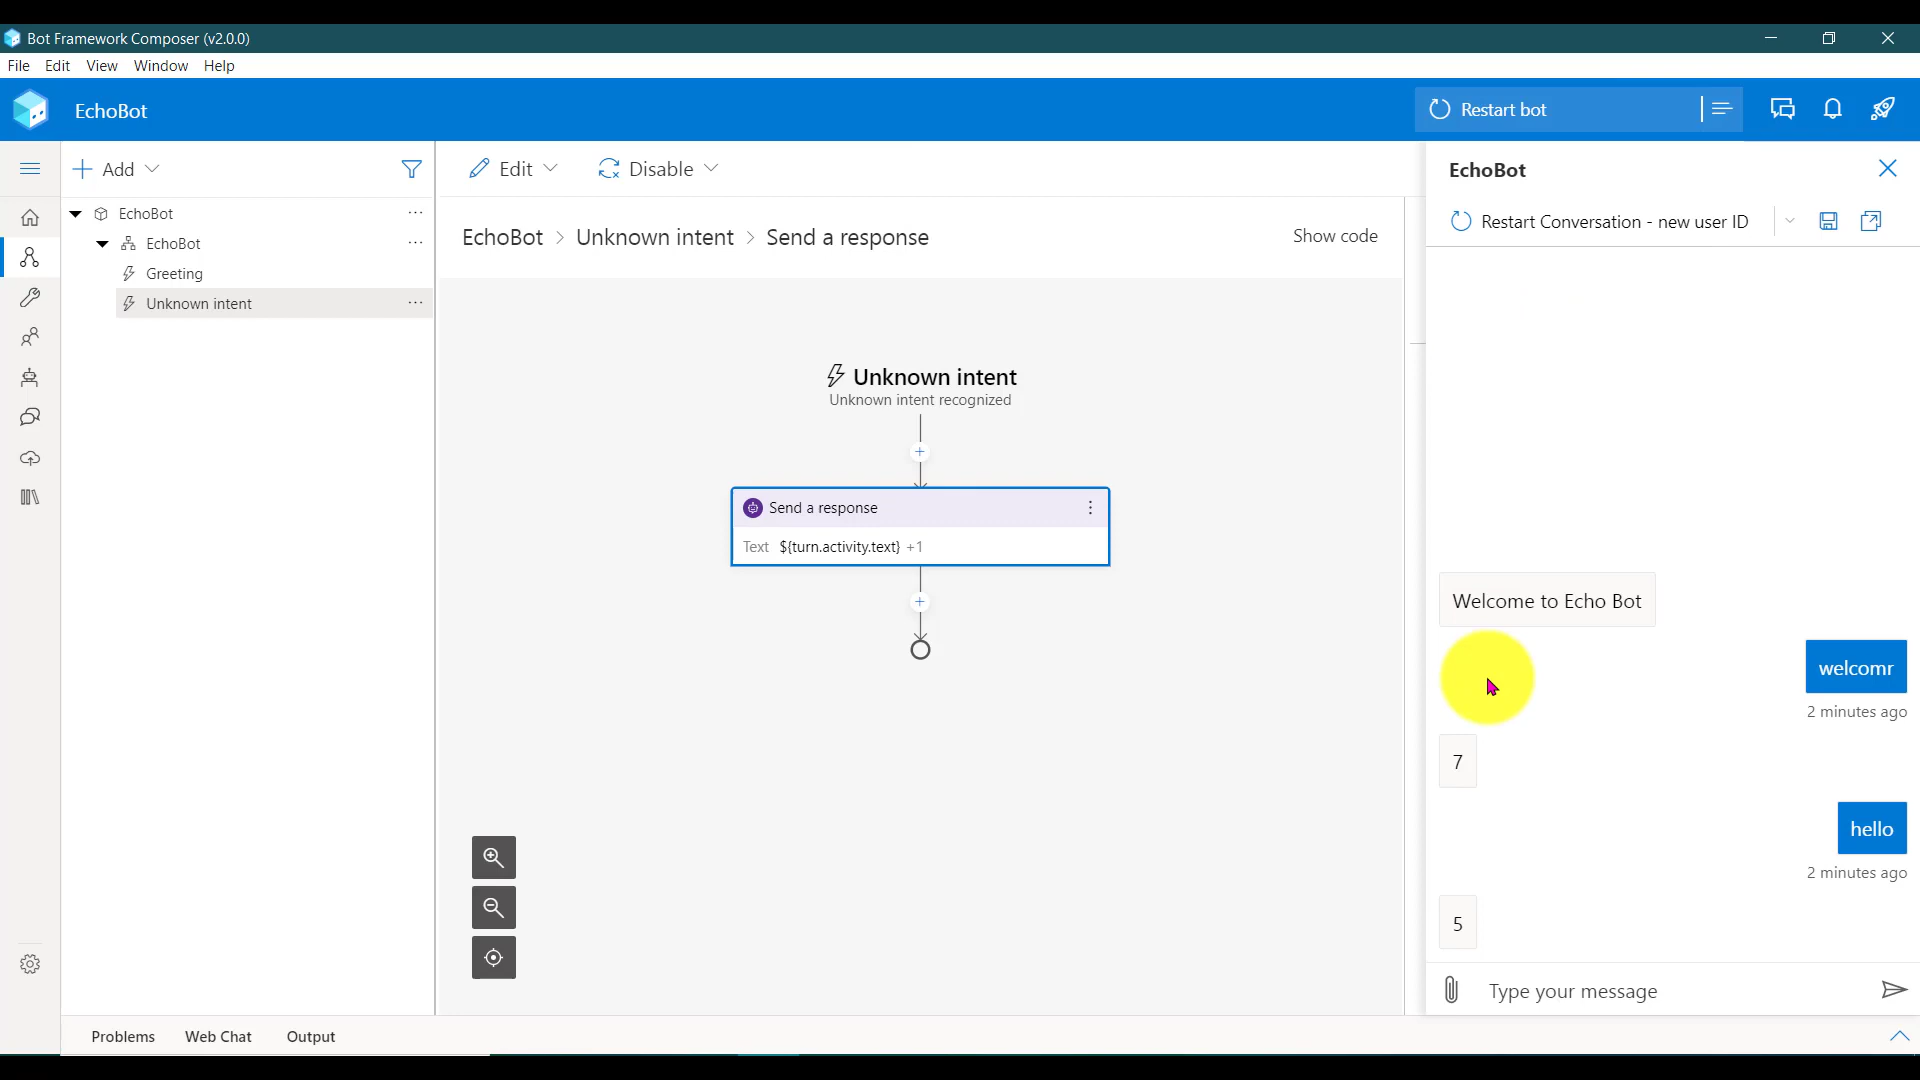 Bot Framework Composer (v2.0.0)
File Edit View Window Help
EchoBot
Restart bot
Add
EchoBot
EchoBot
Greeting
Unknown intent
Edit
Disable
EchoBot > Unknown intent > Send a response
Show code
Unknown intent
Unknown intent recognized
Send a response
Text ${turn.activity.text} +1
EchoBot
Restart Conversation - new user ID
Welcome to Echo Bot
welcomr
2 minutes ago
7
hello
2 minutes ago
5
Type your message
Problems Web Chat Output